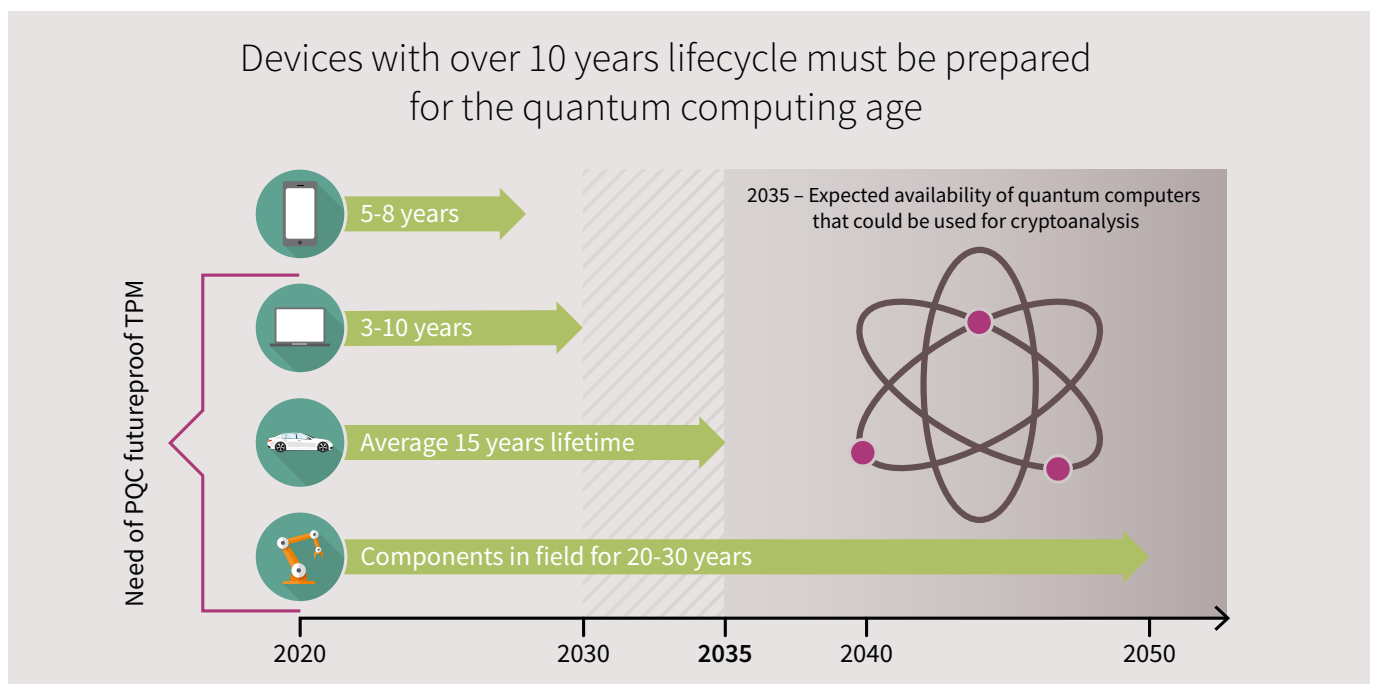 Devices with over 10 years lifecycle must be prepared
for the quantum computing age
5-8 years
2035 – Expected availability of quantum computers
that could be used for cryptoanalysis
Need of PQC futureproof TPM
3-10 years
Average 15 years lifetime
Components in field for 20-30 years
2020
2030
2035
2040
2050